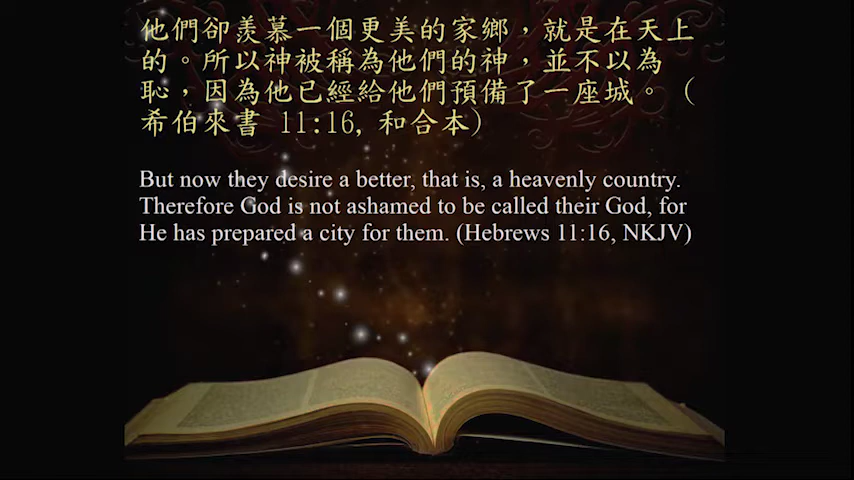 他們卻羨慕一個更美的家鄉，就是在天上
的。所以神被稱為他們的神，並不以為
恥，因為他已經給他們預備了一座城。（
希伯來書 11:16, 和合本）
But now they desire a better, that is, a heavenly country.
Therefore God is not ashamed to be called their God, for
He has prepared a city for them. (Hebrews 11:16, NKJV)